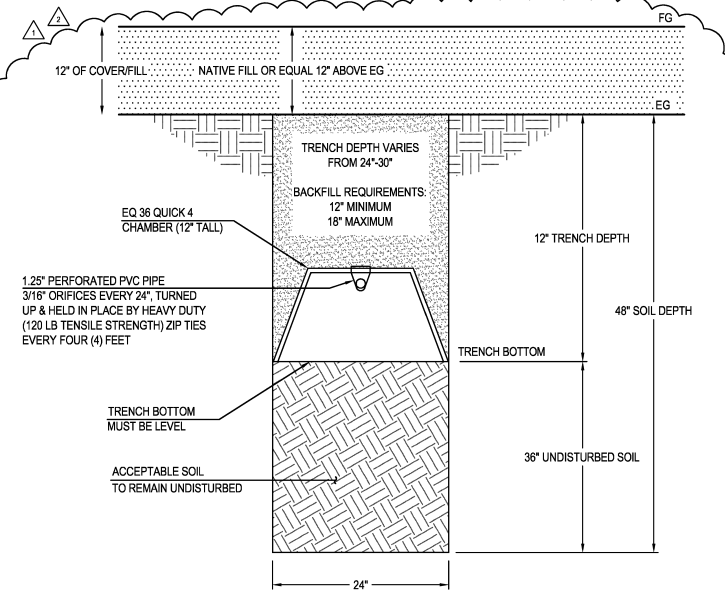 1
2
FG
12" OF COVER/FILL
NATIVE FILL OR EQUAL 12" ABOVE EG
EG
TRENCH DEPTH VARIES
FROM 24"-30"
BACKFILL REQUIREMENTS:
12" MINIMUM
18" MAXIMUM
EQ 36 QUICK 4
CHAMBER (12" TALL)
12" TRENCH DEPTH
1.25" PERFORATED PVC PIPE
3/16" ORIFICES EVERY 24", TURNED
UP & HELD IN PLACE BY HEAVY DUTY
(120 LB TENSILE STRENGTH) ZIP TIES
EVERY FOUR (4) FEET
48" SOIL DEPTH
TRENCH BOTTOM
TRENCH BOTTOM
MUST BE LEVEL
36" UNDISTURBED SOIL
ACCEPTABLE SOIL
TO REMAIN UNDISTURBED
24"